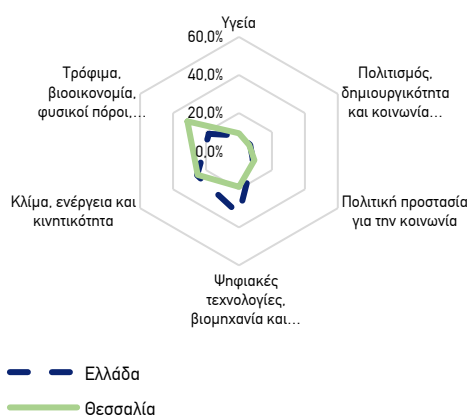 Υγεία
60,0%
40,0%
20,0%
0,0%
Πολιτισμός,
δημιουργικότητα
και κοινωνία...
Πολιτική προστασία
για την κοινωνία
Ψηφιακές
τεχνολογίες,
βιομηχανία και...
Κλίμα, ενέργεια και
κινητικότητα
Τρόφιμα,
βιοοικονομία,
φυσικοί πόροι,...
Ελλάδα
Θεσσαλία